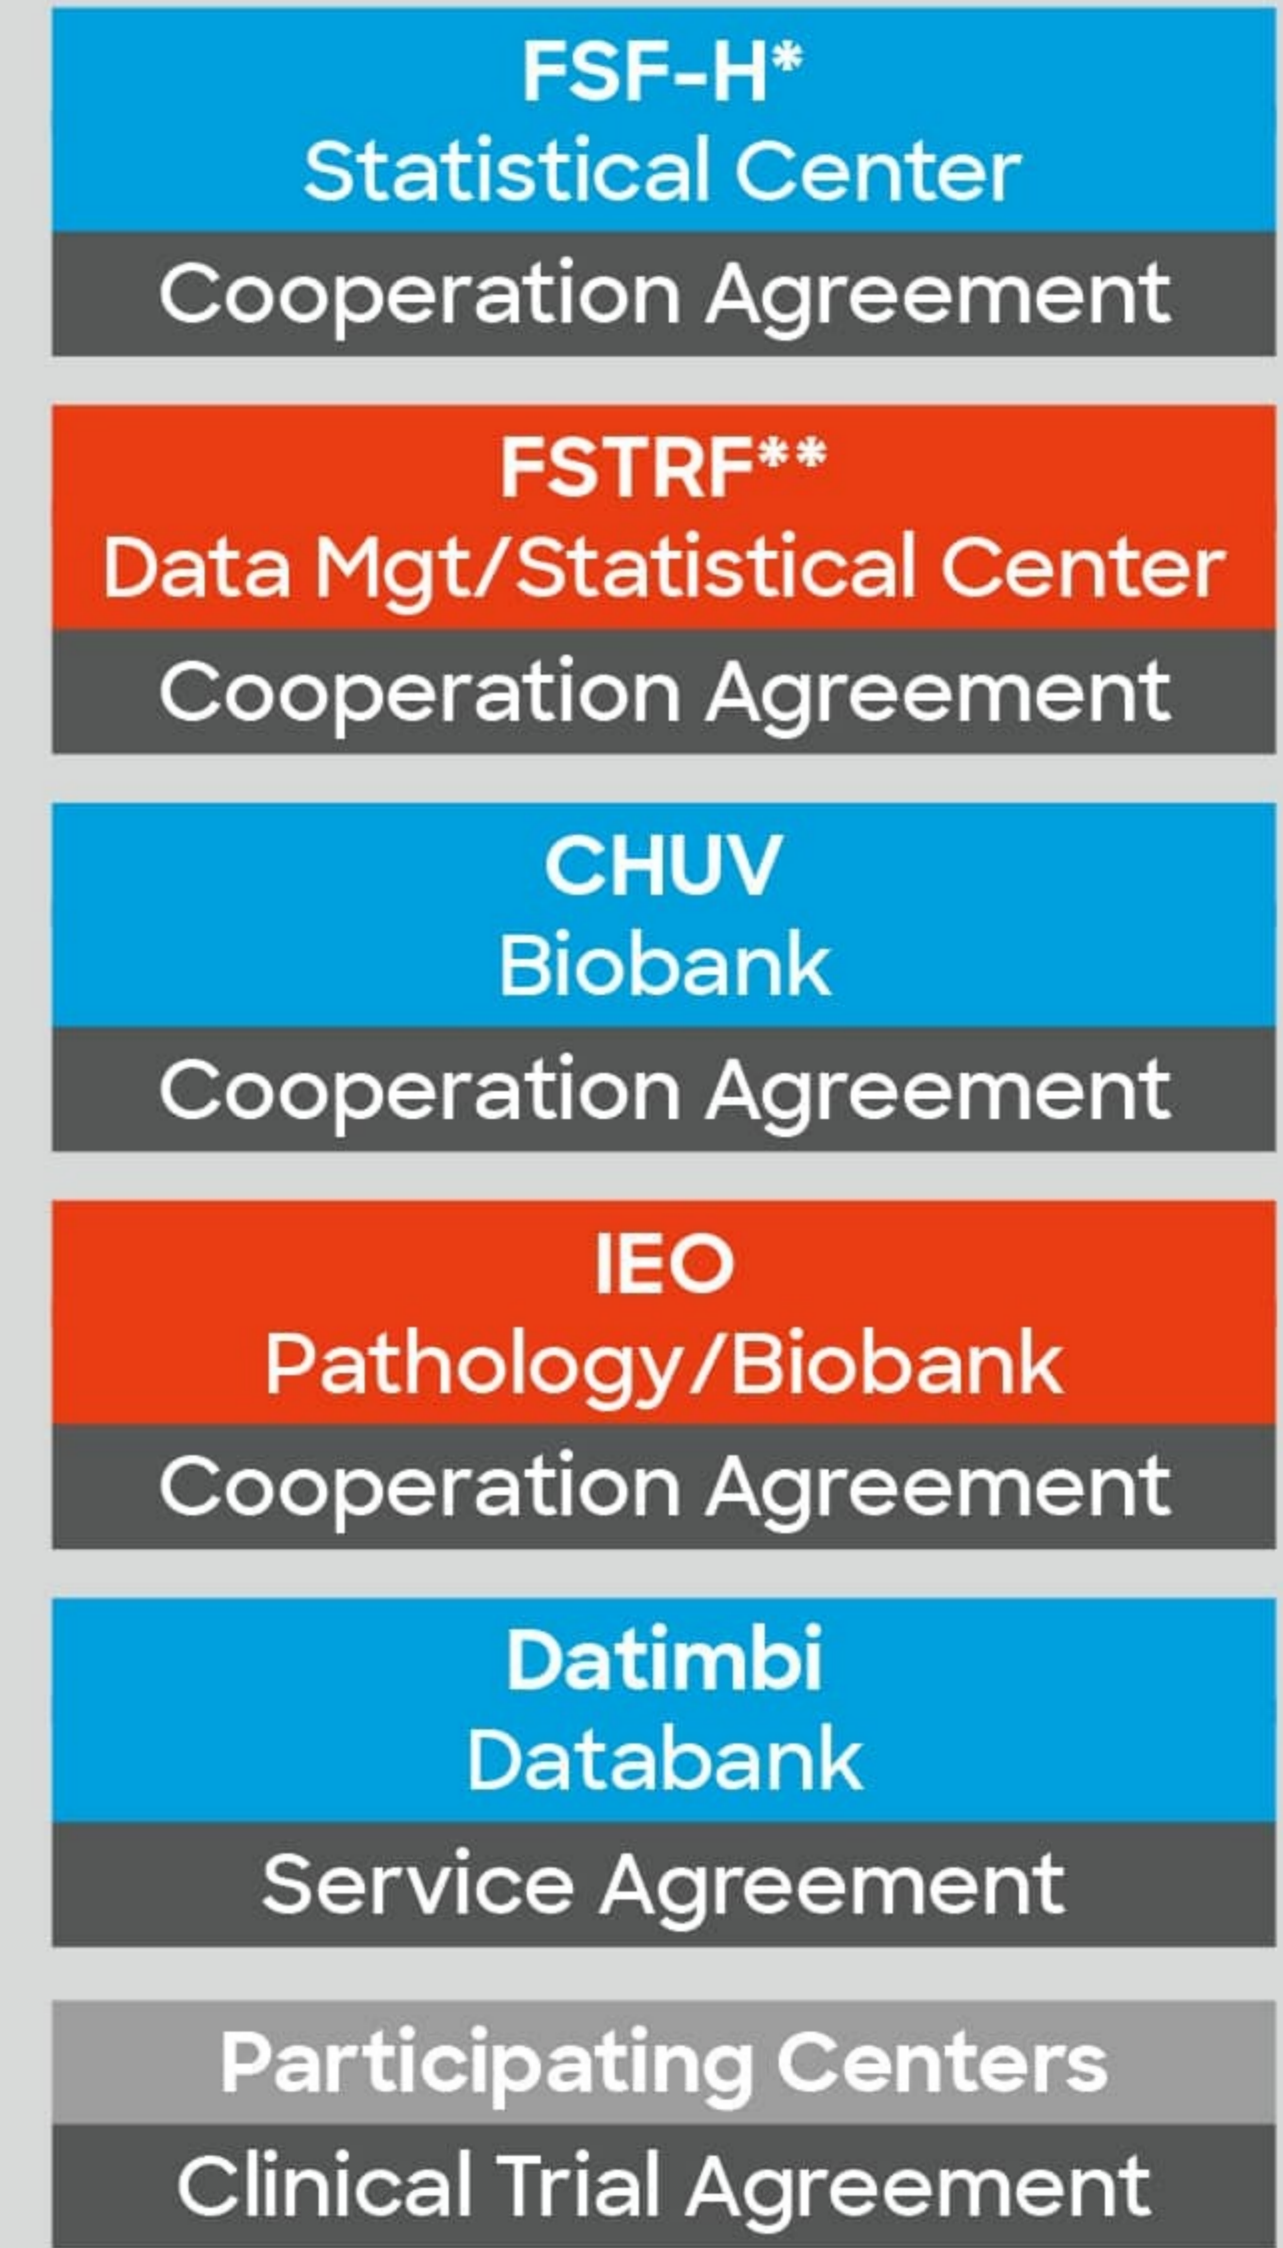 FSF-H*
Statistical Center
Cooperation Agreement
FSTRF**
Data Mgt/Statistical Center
Cooperation Agreement
CHUV
Biobank
Cooperation Agreement
IEO
Pathology/Biobank
Cooperation Agreement
Datimbi
Databank
Service Agreement
Participating Centers
Clinical Trial Agreement